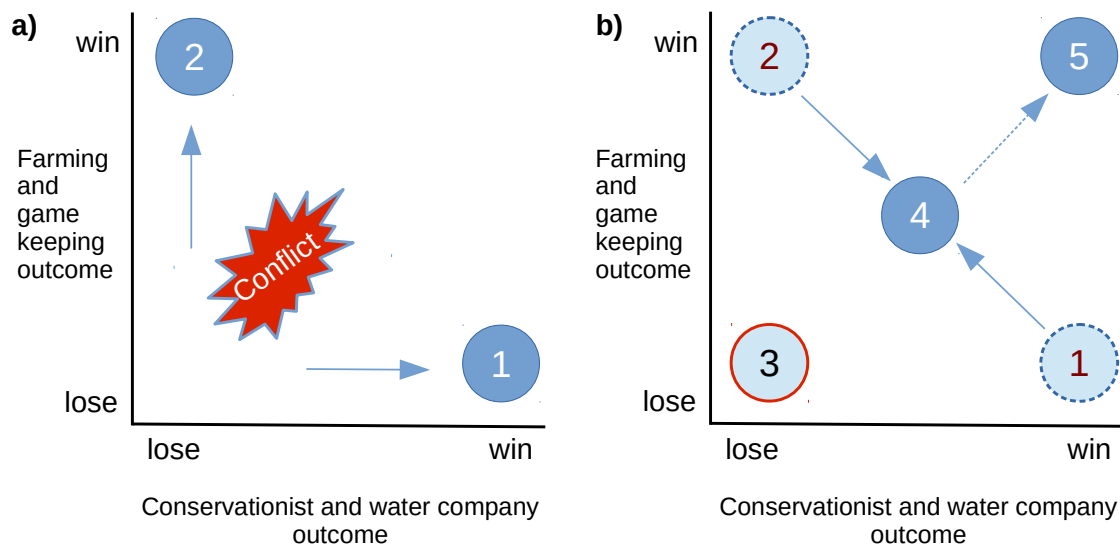 a)
win
2
Farming
and
game
keeping
outcome
Conflict
1
lose
lose
win
Conservationist and water company
outcome
b)
win
2
5
Farming
and
game
keeping
outcome
4
3
1
lose
lose
win
Conservationist and water company
outcome